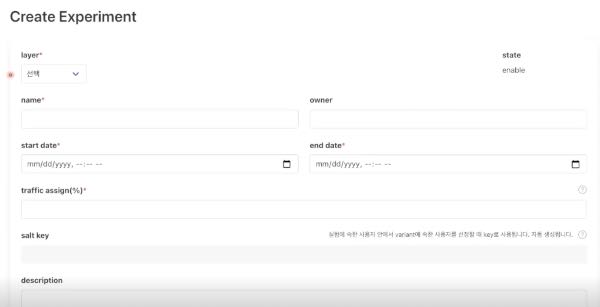 Create Experiment
layer* state
선택 enable
name* owner
start date* end date*
mm/dd/yyyy, --:-- -- mm/dd/yyyy, --:-- --
traffic assign(%)* ?
salt key 실험에 속한 사용자 안에서 variant에 속한 사용자를 선정할 때 key로 사용됩니다. 자동 생성됩니다. ?
description